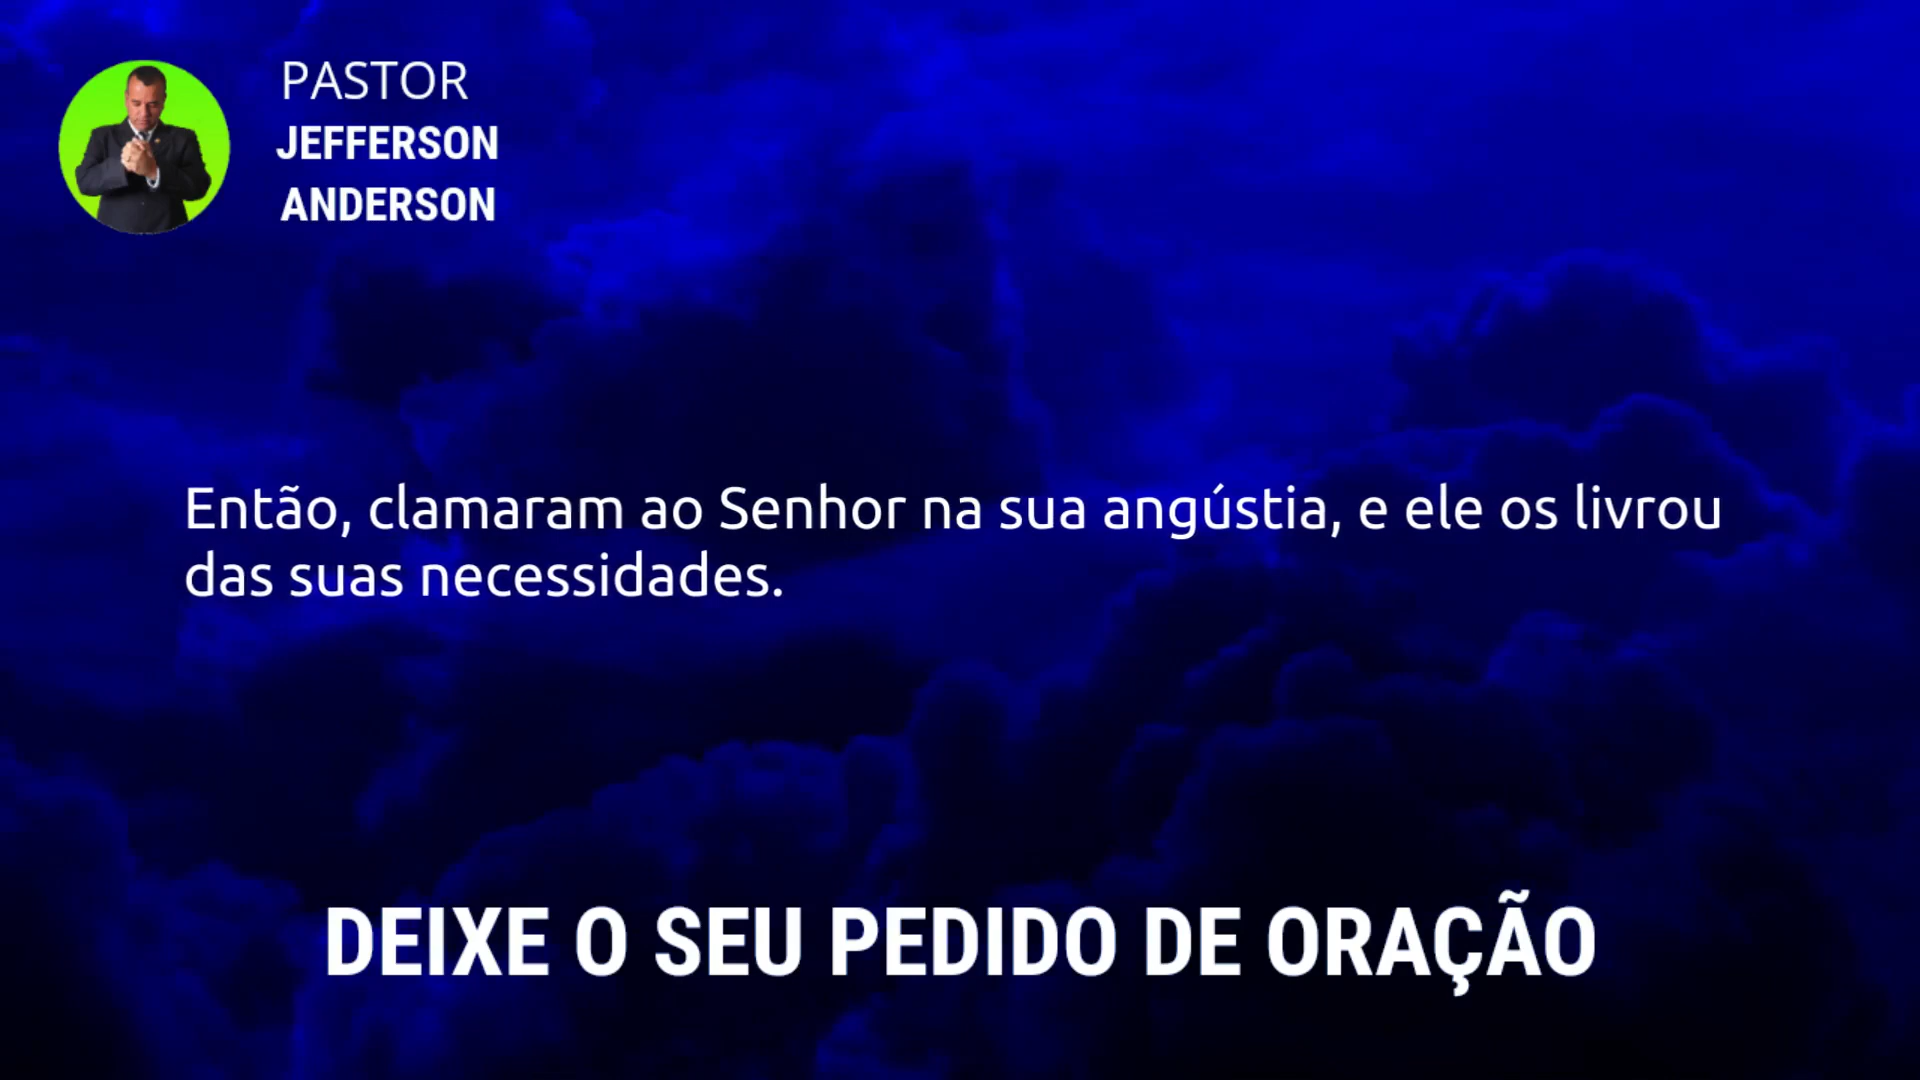 PASTOR
JEFFERSON
ANDERSON
Então, clamaram ao Senhor na sua angústia, e ele os livrou
das suas necessidades.
DEIXE O SEU PEDIDO DE ORAÇÃO